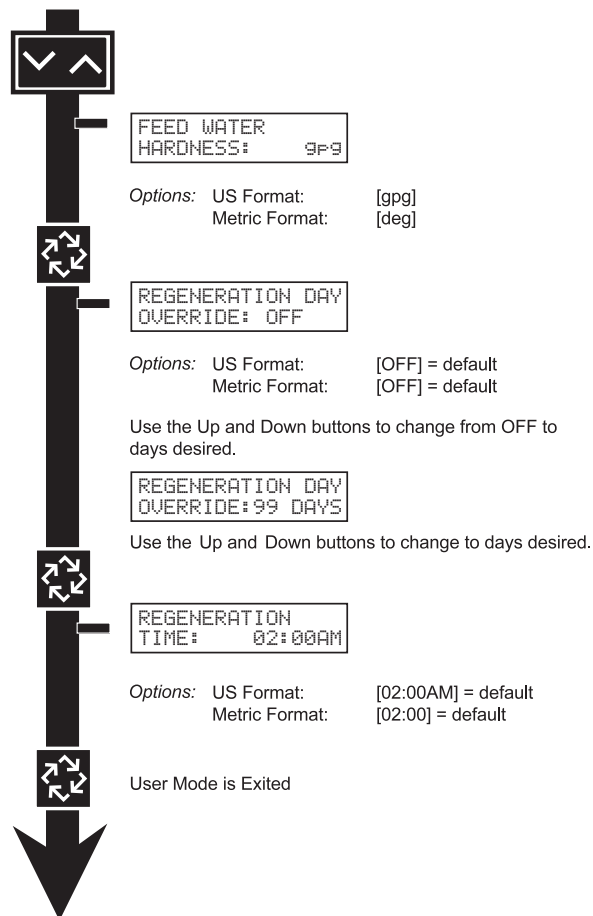 FEED WATER
HARDNESS: gpg
Options: US Format: [gpg]
Metric Format: [deg]
REGENERATION DAY
OVERRIDE: OFF
Options: US Format: [OFF] = default
Metric Format: [OFF] = default
Use the Up and Down buttons to change from OFF to
days desired.
REGENERATION DAY
OVERRIDE:99 DAYS
Use the Up and Down buttons to change to days desired.
REGENERATION
TIME: 02:00AM
Options: US Format: [02:00AM] = default
Metric Format: [02:00] = default
User Mode is Exited